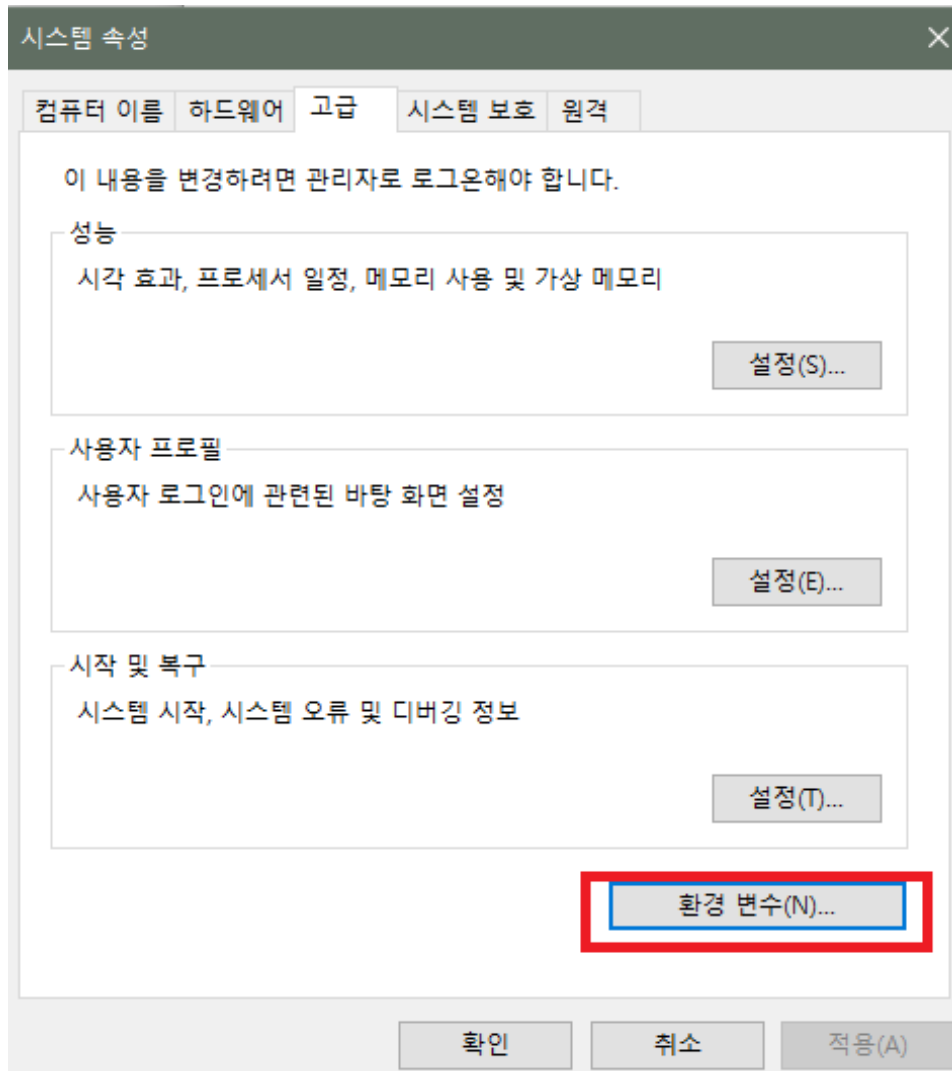 시스템 속성
컴퓨터 이름 하드웨어 고급 시스템 보호 원격
이 내용을 변경하려면 관리자로 로그온해야 합니다.
성능
시각 효과, 프로세서 일정, 메모리 사용 및 가상 메모리
설정(S)...
사용자 프로필
사용자 로그인에 관련된 바탕 화면 설정
설정(E)...
시작 및 복구
시스템 시작, 시스템 오류 및 디버깅 정보
설정(T)...
환경 변수(N)...
확인 취소 적용(A)